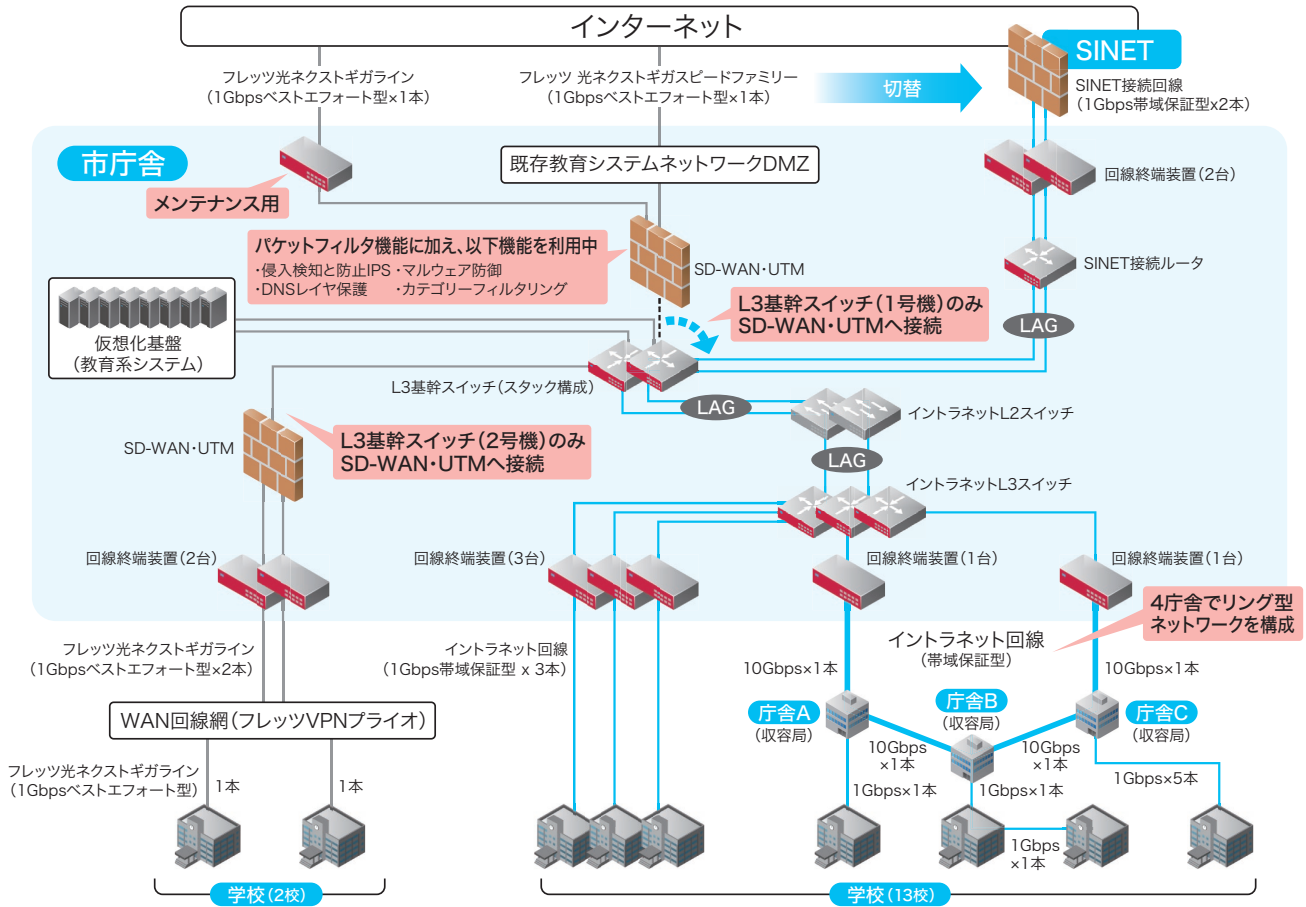 インターネット
SINET
フレッツ光ネクストギガライン
(1Gbpsベストエフォート型×1本)
フレッツ 光ネクストギガスピードファミリー
(1Gbpsベストエフォート型×1本)
切替
SINET接続回線
(1Gbps帯域保証型x2本)
市庁舎
メンテナンス用
既存教育システムネットワークDMZ
回線終端装置(2台)
パケットフィルタ機能に加え、以下機能を利用中
・侵入検知と防止IPS ・マルウェア防御
・DNSレイヤ保護 ・カテゴリーフィルタリング
SD-WAN・UTM
SINET接続ルータ
仮想化基盤
(教育系システム)
L3基幹スイッチ(1号機)のみ
SD-WAN・UTMへ接続
LAG
L3基幹スイッチ(スタック構成)
LAG
イントラネットL2スイッチ
SD-WAN・UTM
L3基幹スイッチ(2号機)のみ
SD-WAN・UTMへ接続
LAG
イントラネットL3スイッチ
回線終端装置(2台)
回線終端装置(3台)
回線終端装置(1台)
回線終端装置(1台)
4庁舎でリング型
ネットワークを構成
フレッツ光ネクストギガライン
(1Gbpsベストエフォート型×2本)
イントラネット回線
(1Gbps帯域保証型 x 3本)
イントラネット回線
(帯域保証型)
10Gbps×1本
10Gbps×1本
WAN回線網(フレッツVPNプライオ)
庁舎A
(収容局)
庁舎B
(収容局)
庁舎C
(収容局)
10Gbps
×1本
10Gbps
×1本
フレッツ光ネクストギガライン
(1Gbpsベストエフォート型)
1本
1本
1Gbps×1本
1Gbps×1本
1Gbps×5本
1Gbps
×1本
学校(2校)
学校(13校)